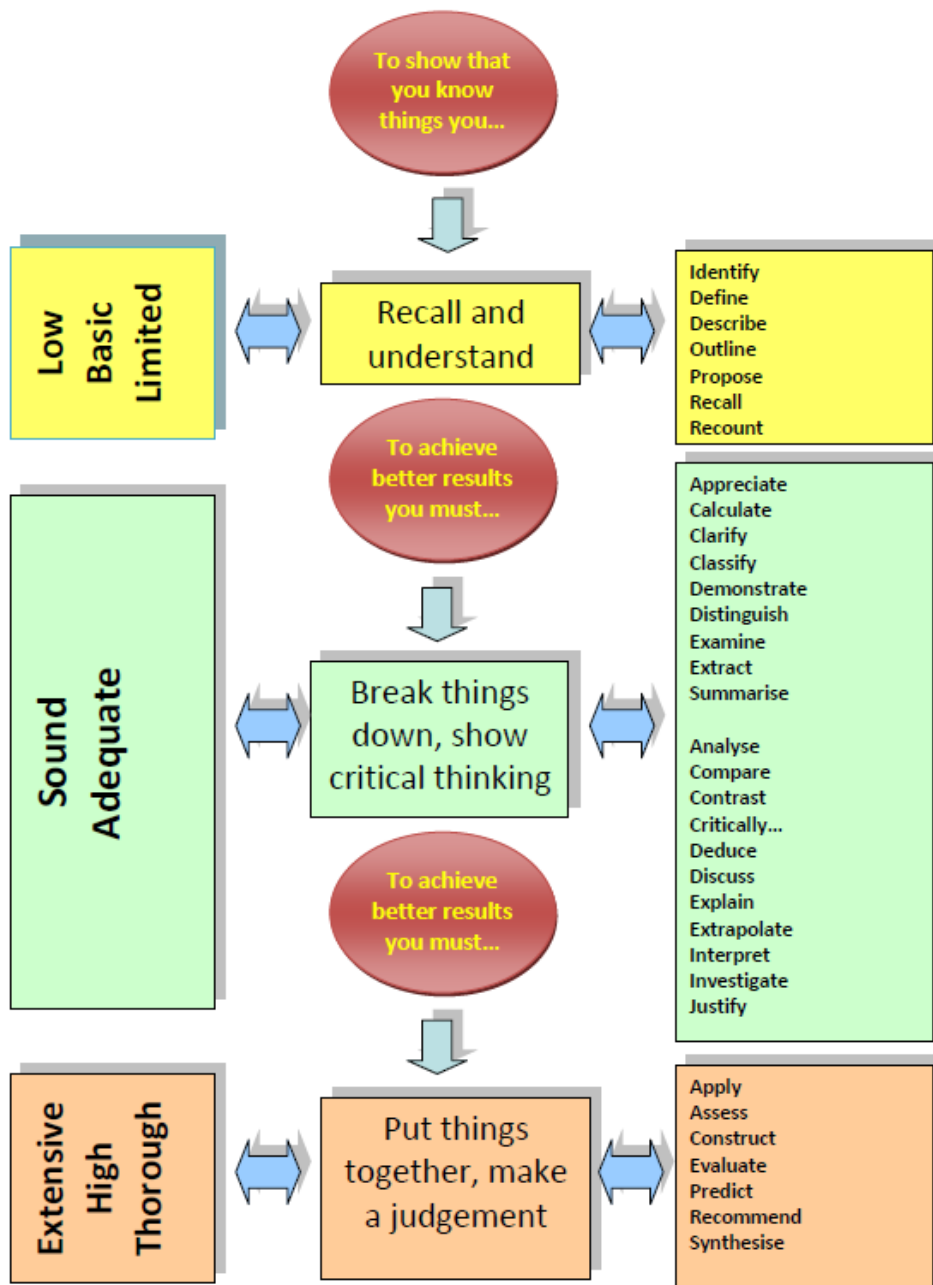 To show that
you know
things you...
Low
Basic
Limited
Recall and
understand
Identify
Define
Describe
Outline
Propose
Recall
Recount
To achieve
better results
you must...
Sound
Adequate
Break things
down, show
critical thinking
Appreciate
Calculate
Clarify
Classify
Demonstrate
Distinguish
Examine
Extract
Summarise
Analyse
Compare
Contrast
Critically...
Deduce
Discuss
Explain
Extrapolate
Interpret
Investigate
Justify
To achieve
better results
you must...
Extensive
High
Thorough
Put things
together, make
a judgement
Apply
Assess
Construct
Evaluate
Predict
Recommend
Synthesise